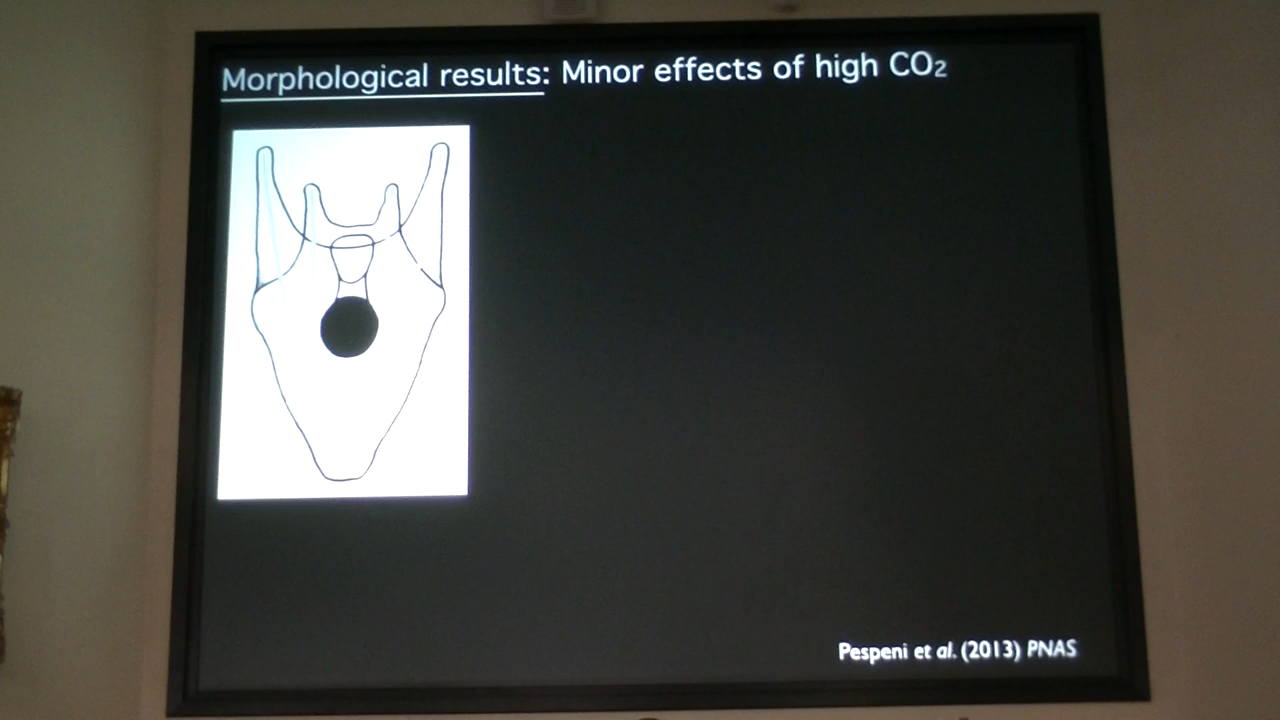 Morphological results: Minor effects of high CO₂
Pespeni et al. (2013) PNAS